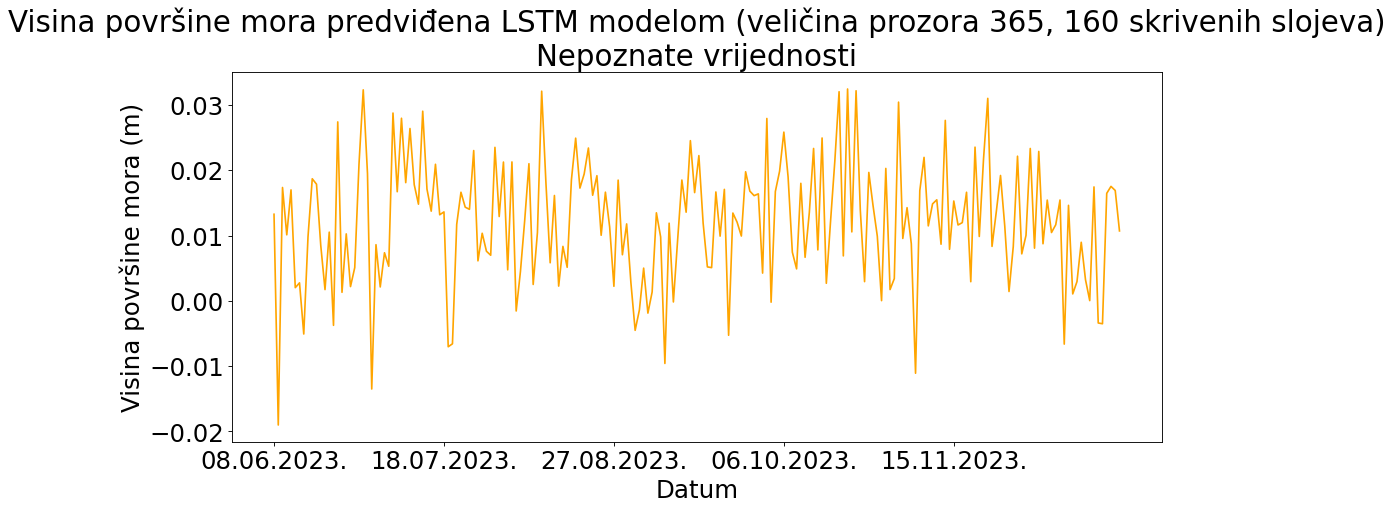 Visina površine mora predviđena LSTM modelom (veličina prozora 365, 160 skrivenih slojeva)
Nepoznate vrijednosti
Visina površine mora (m)
0.03
0.02
0.01
0.00
−0.01
−0.02
08.06.2023. 18.07.2023. 27.08.2023. 06.10.2023. 15.11.2023.
Datum